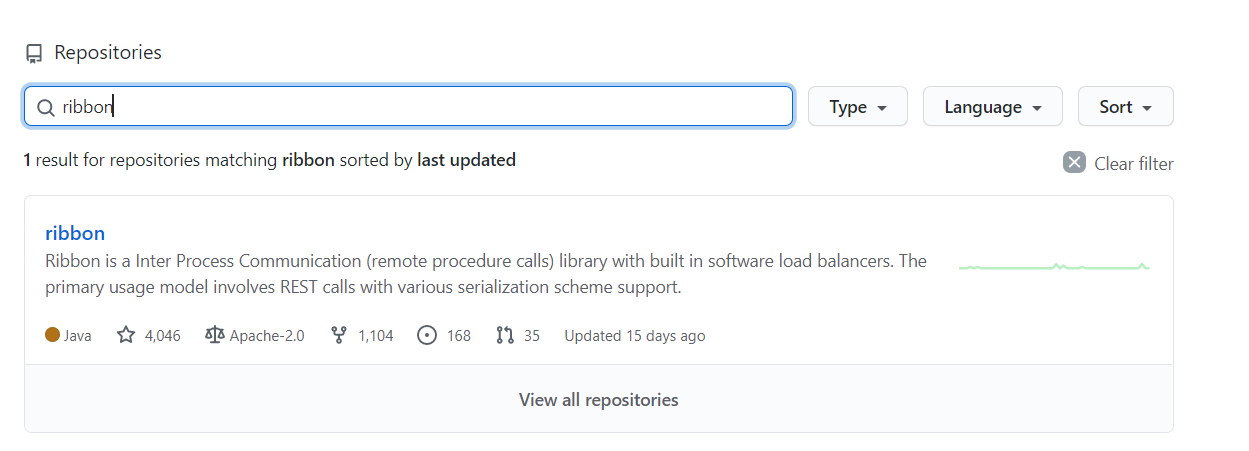 Repositories
ribbon
Type
Language
Sort
1 result for repositories matching ribbon sorted by last updated
Clear filter
ribbon
Ribbon is a Inter Process Communication (remote procedure calls) library with built in software load balancers. The
primary usage model involves REST calls with various serialization scheme support.
Java 4,046 Apache-2.0 1,104 168 35 Updated 15 days ago
View all repositories